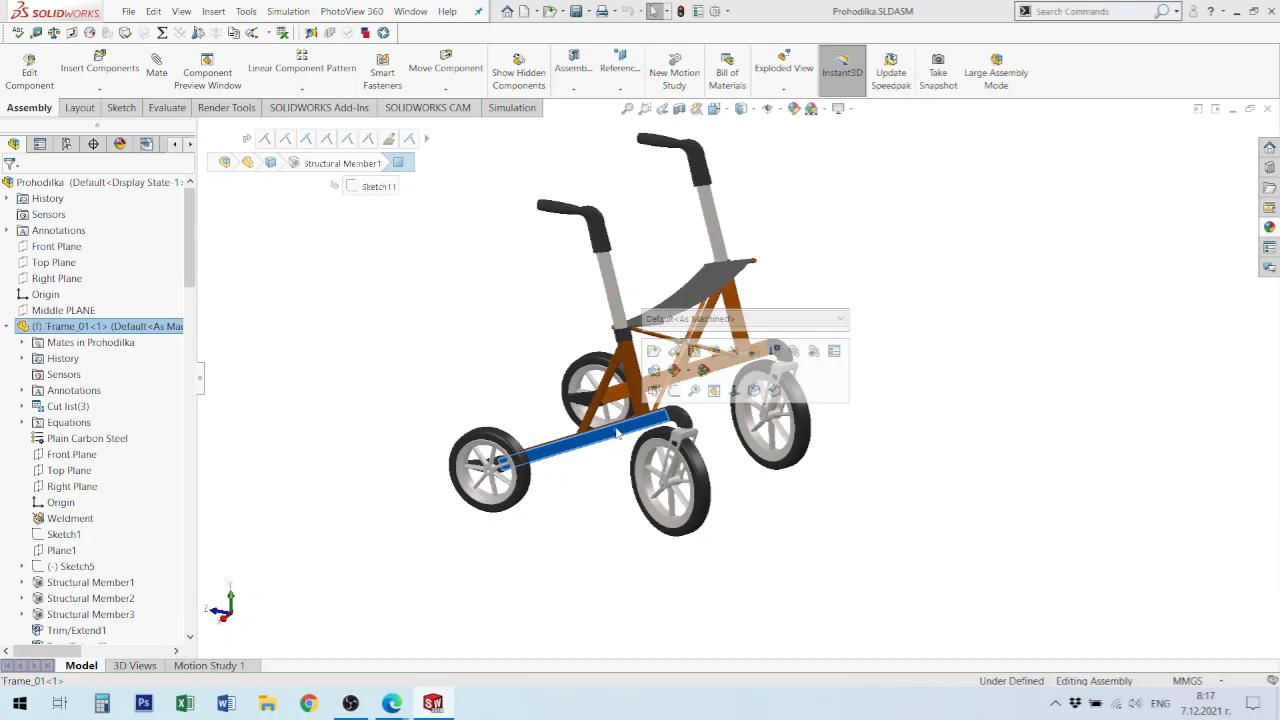 SOLIDWORKS
File Edit View Insert Tools Simulation PhotoView 360 Window Help
Prohodilka.SLDASM
Search Commands
Edit Component
Insert Components
Mate
Component Preview Window
Linear Component Pattern
Smart Fasteners
Move Component
Show Hidden Components
Assemb...
Referenc...
New Motion Study
Bill of Materials
Exploded View
Instant3D
Update Speedpak
Take Snapshot
Large Assembly Mode
Assembly Layout Sketch Evaluate Render Tools SOLIDWORKS Add-Ins SOLIDWORKS CAM Simulation
Structural Member1
Sketch11
Prohodilka (Default<Display State-1>
History
Sensors
Annotations
Front Plane
Top Plane
Right Plane
Origin
Middle PLANE
(f) 'Frame_01<1> (Default<As Mac
Mates in Prohodilka
History
Sensors
Annotations
Cut list(3)
Equations
Plain Carbon Steel
Front Plane
Top Plane
Right Plane
Origin
Weldment
Sketch1
Plane1
(-) Sketch5
Structural Member1
Structural Member2
Structural Member3
Trim/Extend1
Default<As Machined>
Y
Z
X
Model 3D Views Motion Study 1
'Frame_01<1>
Under Defined Editing Assembly MMGS
ENG
8:17
7.12.2021 г.